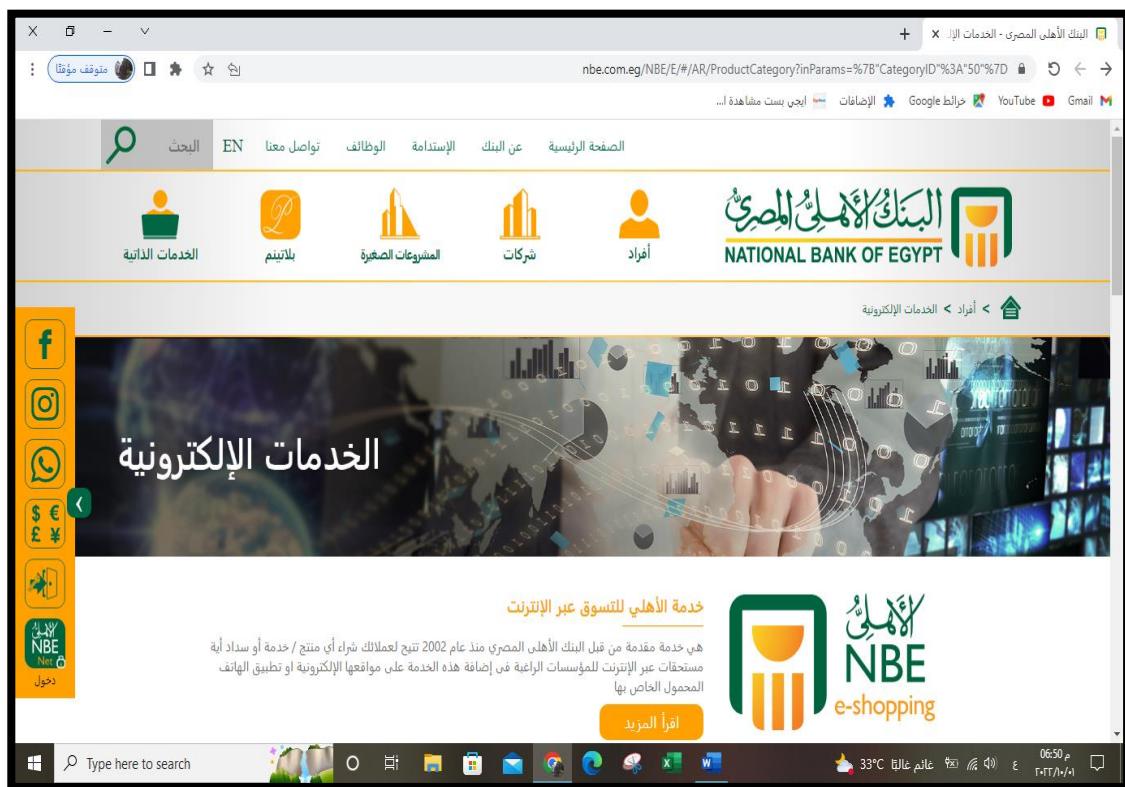 البنك الأهلي المصري - الخدمات الإل
nbe.com.eg/NBE/E/#/AR/ProductCategory?inParams=%7B"CategoryID"%3A"50"%7D
متوقف مؤقتًا
Gmail
YouTube
خرائط Google
الإضافات
ايجي بست مشاهدة ا...
الصفحة الرئيسية
عن البنك
الإستدامة
الوظائف
تواصل معنا
EN
البحث
البنك الأهلي المصري
NATIONAL BANK OF EGYPT
أفراد
شركات
المشروعات الصغيرة
بلاتينم
الخدمات الذاتية
> أفراد > الخدمات الإلكترونية
الخدمات الإلكترونية
$ €
£ ¥
الأهلي
NBE
Net
دخول
الأهلي
NBE
e-shopping
خدمة الأهلي للتسوق عبر الإنترنت
هي خدمة مقدمة من قبل البنك الأهلى المصري منذ عام 2002 تتيح لعملائك شراء أي منتج / خدمة أو سداد أية
مستحقات عبر الإنترنت للمؤسسات الراغبة فى إضافة هذه الخدمة على مواقعها الإلكترونية او تطبيق الهاتف
المحمول الخاص بها
اقرأ المزيد
Type here to search
33°C غائم غالبًا
ع
06:50 م
٢٠٢٢/١٠/٠١